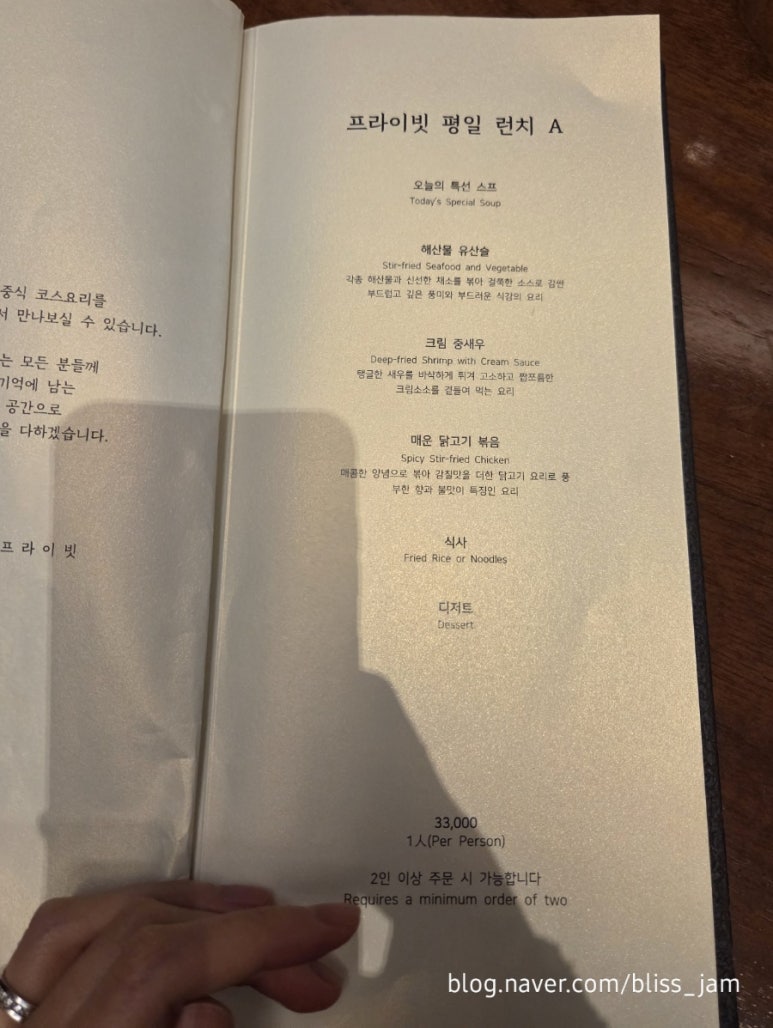 중식 코스요리를
서 만나보실 수 있습니다.
는 모든 분들께
기억에 남는
공간으로
을 다하겠습니다.
프라이빗
프라이빗 평일 런치 A
오늘의 특선 스프
Today's Special Soup
해산물 유산슬
Stir-fried Seafood and Vegetable
각종 해산물과 신선한 채소를 볶아 걸쭉한 소스로 감싼
부드럽고 깊은 풍미와 부드러운 식감의 요리
크림 중새우
Deep-fried Shrimp with Cream Sauce
탱글한 새우를 바삭하게 튀겨 고소하고 짭쪼름한
크림소소를 곁들여 먹는 요리
매운 닭고기 볶음
Spicy Stir-fried Chicken
매콤한 양념으로 볶아 감칠맛을 더한 닭고기 요리로 풍
부한 향과 불맛이 특징인 요리
식사
Fried Rice or Noodles
디저트
Dessert
33,000
1人(Per Person)
2인 이상 주문 시 가능합니다
Requires a minimum order of two
blog.naver.com/bliss_jam